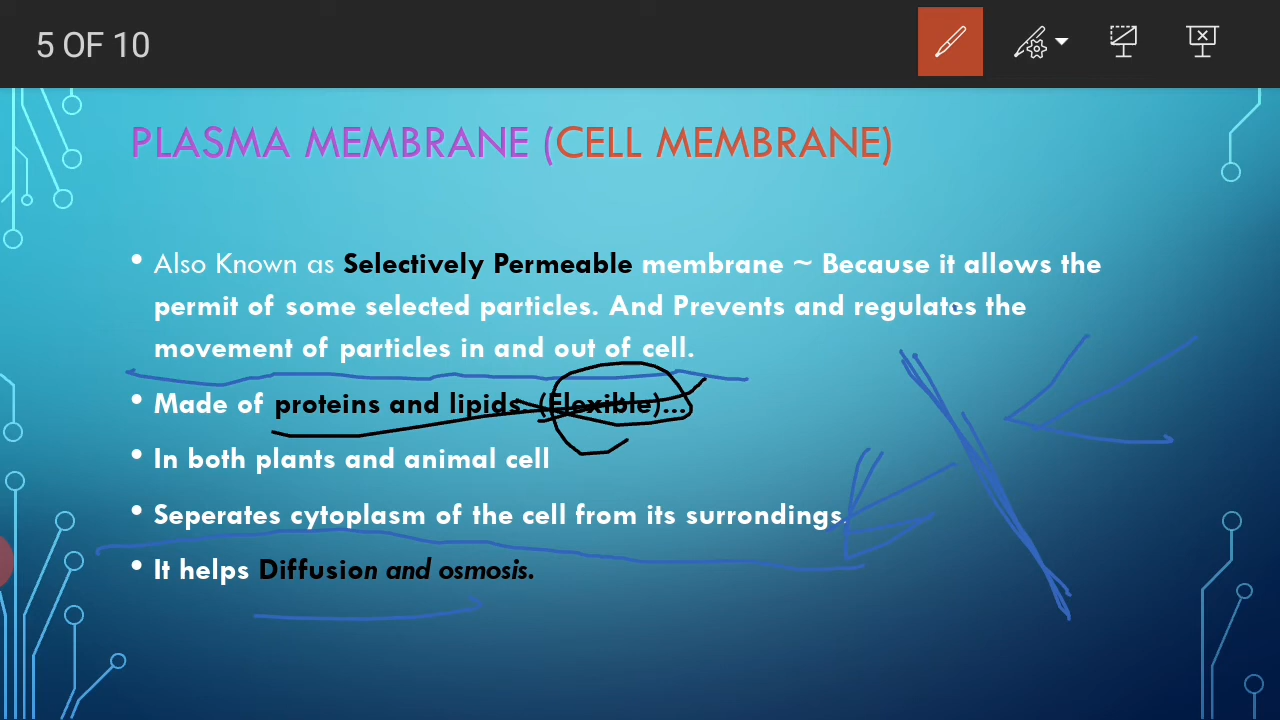 5 OF 10
PLASMA MEMBRANE (CELL MEMBRANE)
• Also Known as Selectively Permeable membrane ~ Because it allows the
permit of some selected particles. And Prevents and regulates the
movement of particles in and out of cell.
• Made of proteins and lipids. (Flexible)...
• In both plants and animal cell
• Seperates cytoplasm of the cell from its surrondings.
• It helps Diffusion and osmosis.